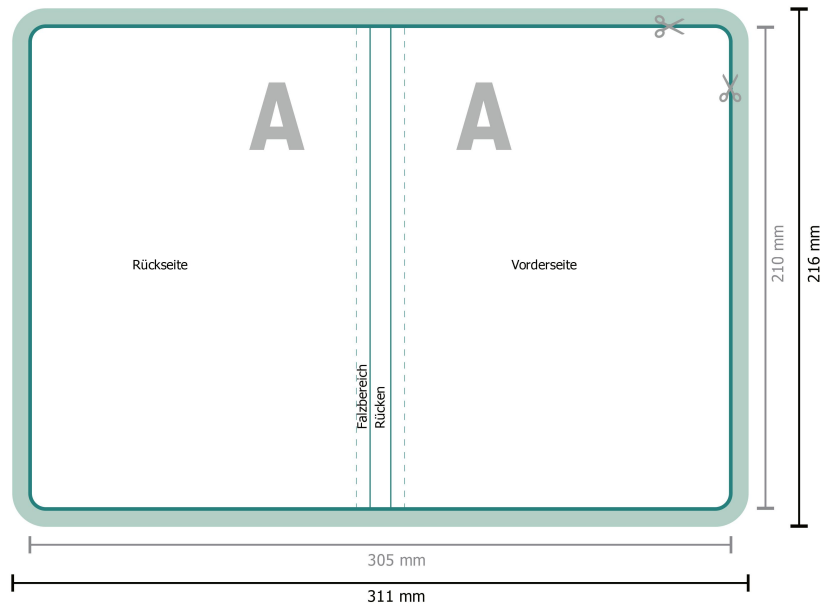 A A
Rückseite
Vorderseite
Falzbereich
Rücken
210 mm
216 mm
305 mm
311 mm